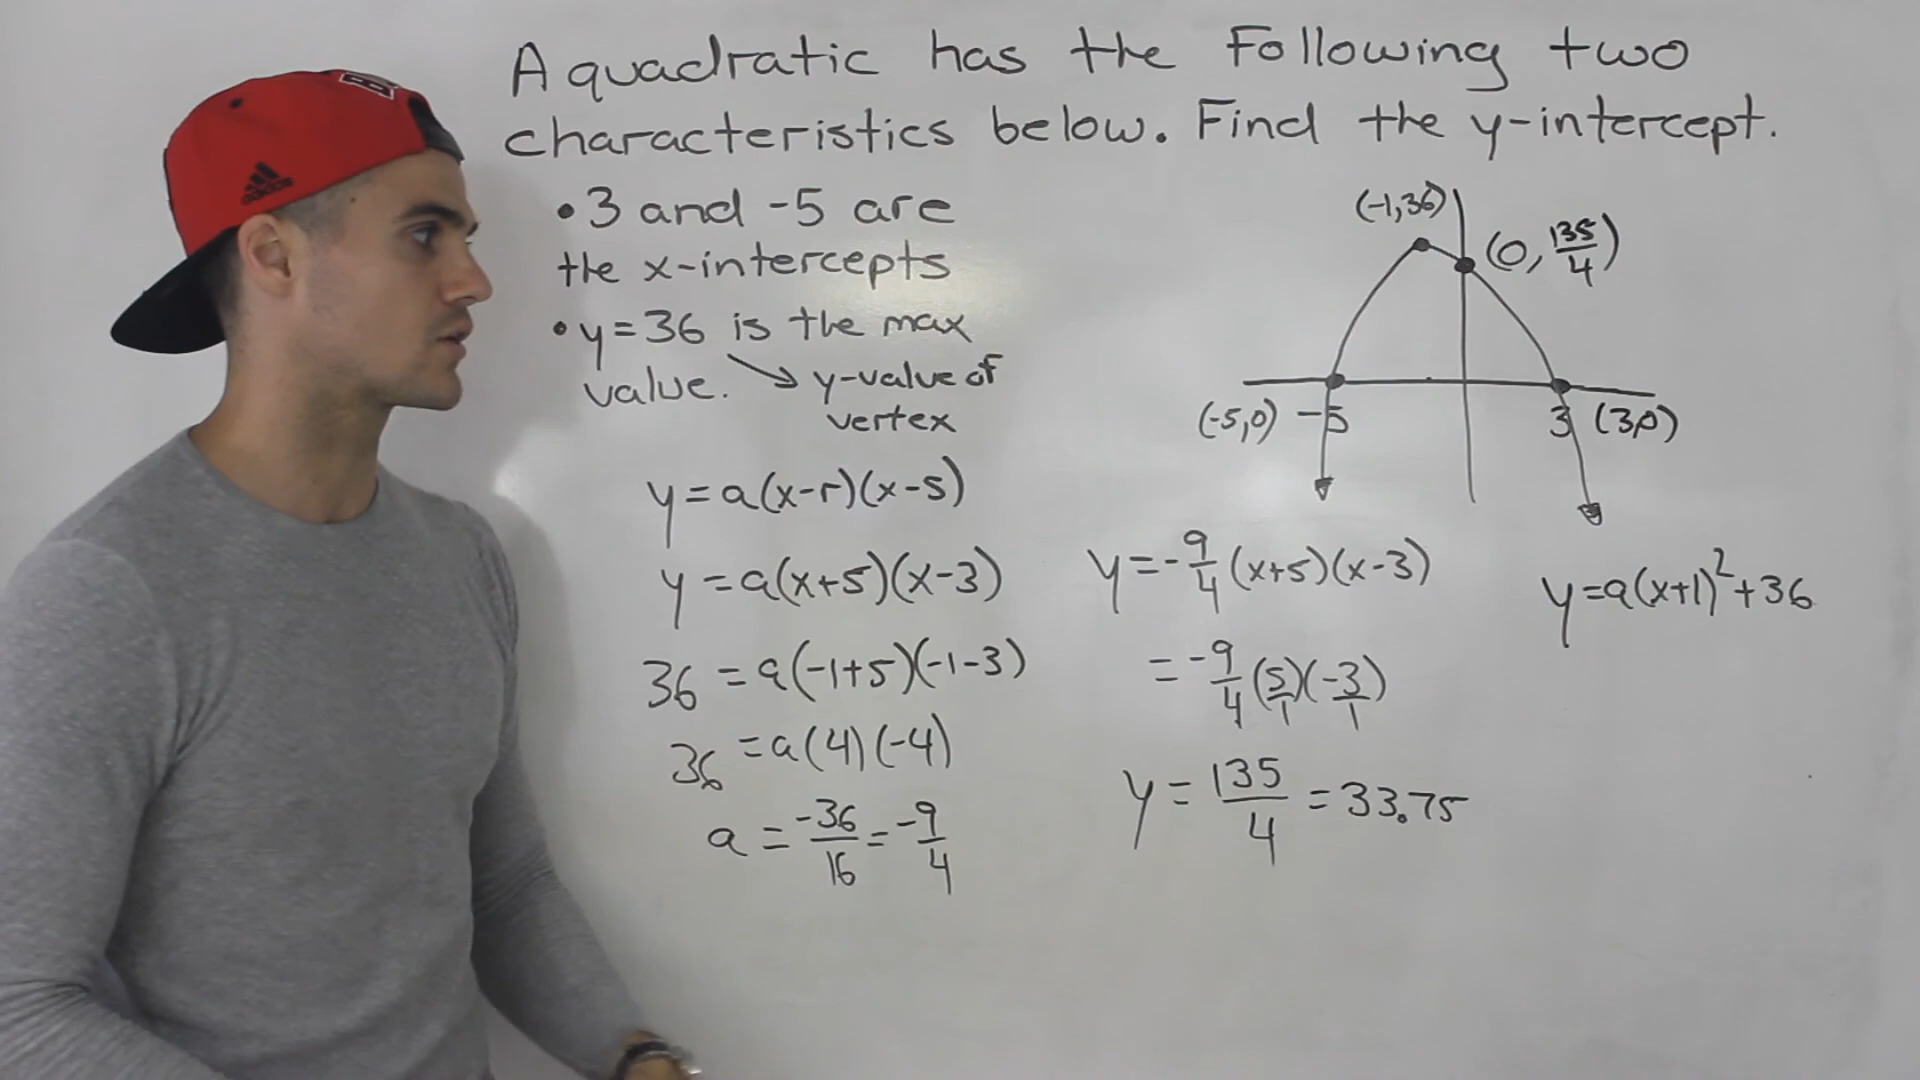 A quadratic has the following two
characteristics below. Find the y-intercept.
• 3 and -5 are
the x-intercepts
• y=36 is the max
value. → y-value of
vertex
(-1,36)
(0, 135/4)
(-5,0) -5
3 (3,0)
y=a(x-r)(x-s)
y=a(x+5)(x-3)
36=a(-1+5)(-1-3)
36=a(4)(-4)
a=-36/16=-9/4
y=-9/4(x+5)(x-3)
=-9/4(5/1)(-3/1)
y=135/4=33.75
y=a(x+1)²+36
adidas